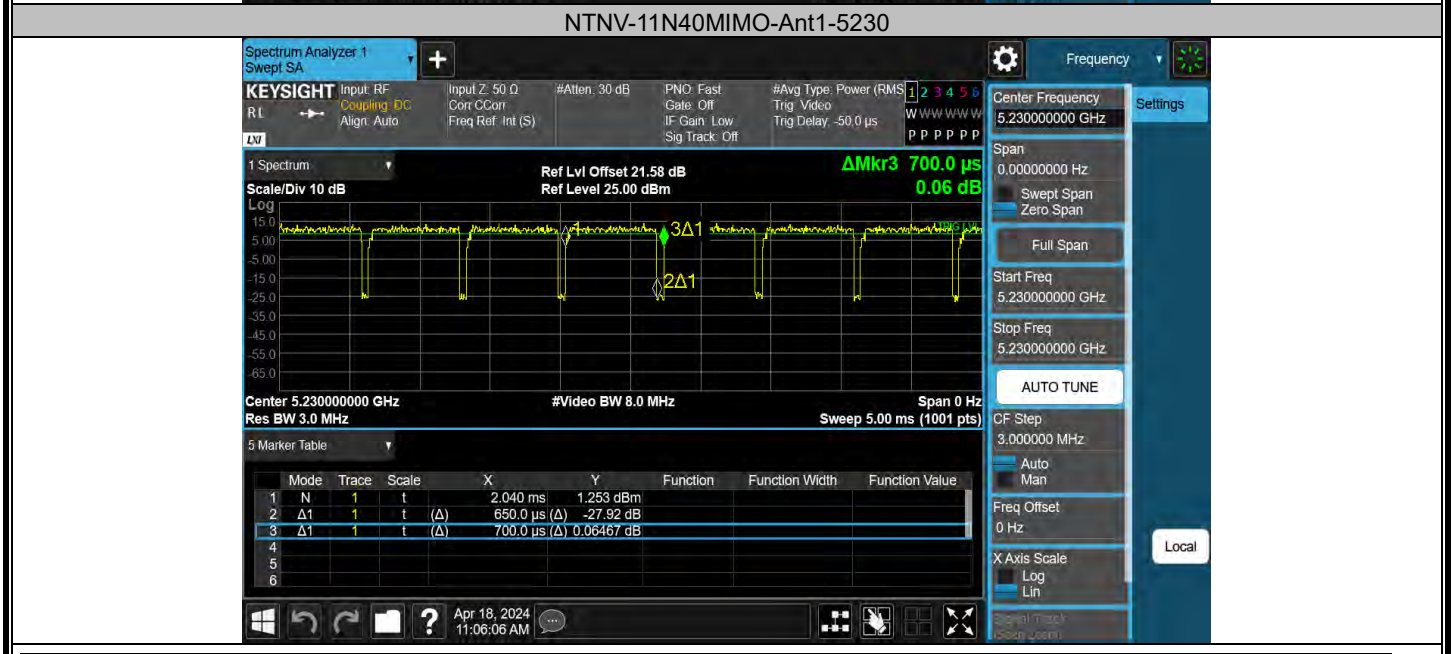 NTNV-11N40MIMO-Ant1-5230
Spectrum Analyzer 1
Swept SA
+
Frequency
KEYSIGHT
RL
LXI
Input: RF
Coupling: DC
Align: Auto
Input Z: 50 Ω
Corr CCorr
Freq Ref: Int (S)
#Atten: 30 dB
PNO: Fast
Gate: Off
IF Gain: Low
Sig Track: Off
#Avg Type: Power (RMS
Trig: Video
Trig Delay: -50.0 µs
1 2 3 4 5 6
W W W W W W
P P P P P P
1 Spectrum
Scale/Div 10 dB
Ref Lvl Offset 21.58 dB
Ref Level 25.00 dBm
ΔMkr3 700.0 µs
0.06 dB
Log
15.0
5.00
-5.00
-15.0
-25.0
-35.0
-45.0
-55.0
-65.0
1
3Δ1
2Δ1
TRIG LVL
Center 5.230000000 GHz
#Video BW 8.0 MHz
Span 0 Hz
Res BW 3.0 MHz
Sweep 5.00 ms (1001 pts)
5 Marker Table
Mode Trace Scale X Y Function Function Width Function Value
1 N 1 t 2.040 ms 1.253 dBm
2 Δ1 1 t (Δ) 650.0 µs (Δ) -27.92 dB
3 Δ1 1 t (Δ) 700.0 µs (Δ) 0.06467 dB
4
5
6
?
Apr 18, 2024
11:06:06 AM
Center Frequency
5.230000000 GHz
Span
0.00000000 Hz
Swept Span
Zero Span
Full Span
Start Freq
5.230000000 GHz
Stop Freq
5.230000000 GHz
AUTO TUNE
CF Step
3.000000 MHz
Auto
Man
Freq Offset
0 Hz
X Axis Scale
Log
Lin
Signal Track
(Span Zoom)
Settings
Local